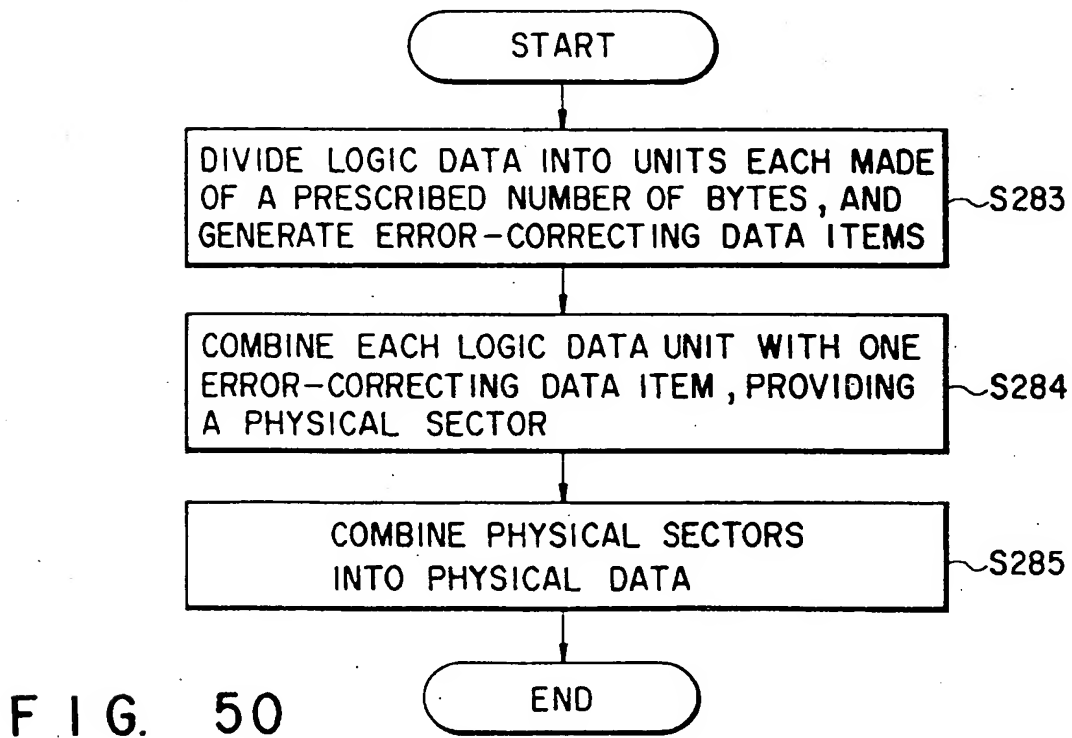 START
DIVIDE LOGIC DATA INTO UNITS EACH MADE
OF A PRESCRIBED NUMBER OF BYTES, AND
GENERATE ERROR-CORRECTING DATA ITEMS
S283
COMBINE EACH LOGIC DATA UNIT WITH ONE
ERROR-CORRECTING DATA ITEM, PROVIDING
A PHYSICAL SECTOR
S284
COMBINE PHYSICAL SECTORS
INTO PHYSICAL DATA
S285
END
FIG. 50